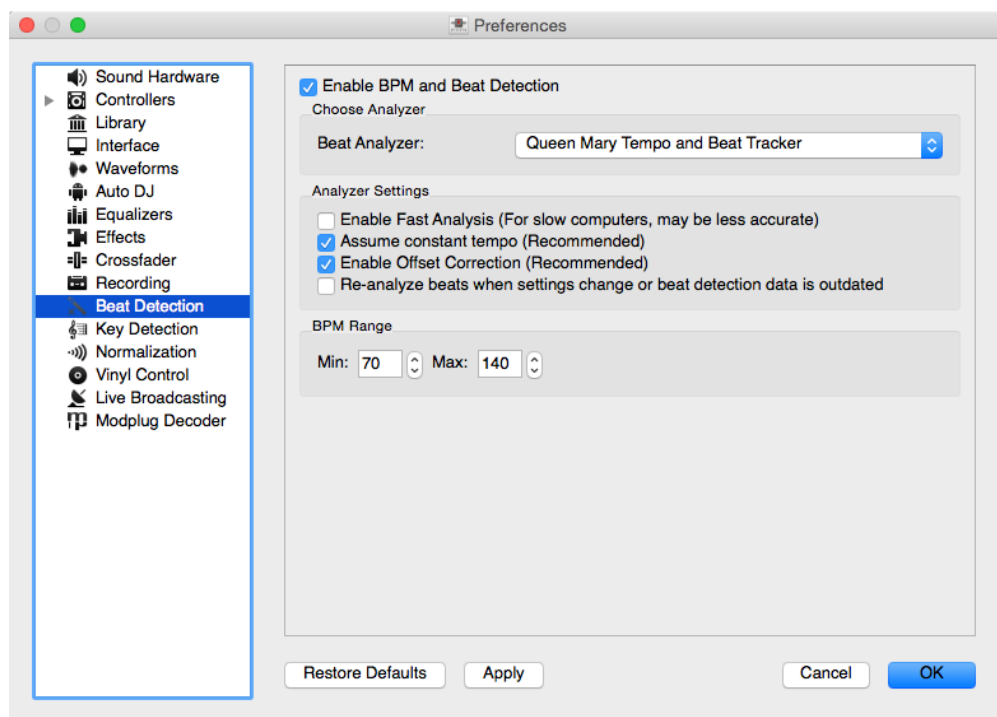 Preferences
Sound Hardware
Controllers
Library
Interface
Waveforms
Auto DJ
Equalizers
Effects
Crossfader
Recording
Beat Detection
Key Detection
Normalization
Vinyl Control
Live Broadcasting
Modplug Decoder
Enable BPM and Beat Detection
Choose Analyzer
Beat Analyzer: Queen Mary Tempo and Beat Tracker
Analyzer Settings
Enable Fast Analysis (For slow computers, may be less accurate)
Assume constant tempo (Recommended)
Enable Offset Correction (Recommended)
Re-analyze beats when settings change or beat detection data is outdated
BPM Range
Min: 70 Max: 140
Restore Defaults Apply Cancel OK